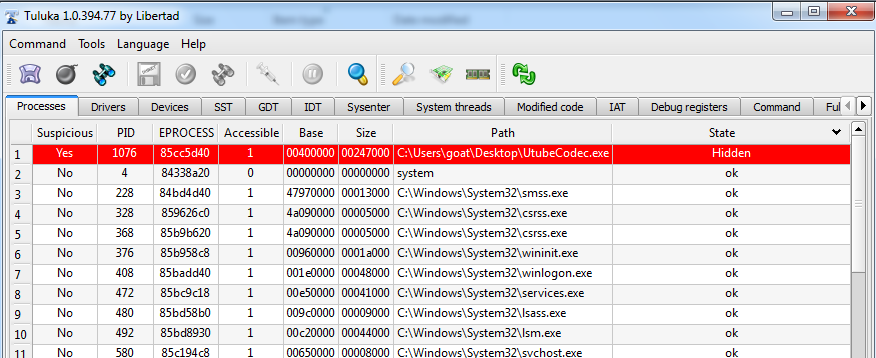 Tuluka 1.0.394.77 by Libertad
Size Item type Date modified
Command Tools Language Help
Processes Drivers Devices SST GDT IDT Sysenter System threads Modified code IAT Debug registers Command Ful
Suspicious PID EPROCESS Accessible Base Size Path State
1 Yes 1076 85cc5d40 1 00400000 00247000 C:\Users\goat\Desktop\UtubeCodec.exe Hidden
2 No 4 84338a20 0 00000000 00000000 system ok
3 No 228 84bd4d40 1 47970000 00013000 C:\Windows\System32\smss.exe ok
4 No 328 859626c0 1 4a090000 00005000 C:\Windows\System32\csrss.exe ok
5 No 368 85b9b620 1 4a090000 00005000 C:\Windows\System32\csrss.exe ok
6 No 376 85b958c8 1 00960000 0001a000 C:\Windows\System32\wininit.exe ok
7 No 408 85badd40 1 001e0000 00048000 C:\Windows\System32\winlogon.exe ok
8 No 472 85bc9c18 1 00e50000 00041000 C:\Windows\System32\services.exe ok
9 No 480 85bd58b0 1 009c0000 00009000 C:\Windows\System32\lsass.exe ok
10 No 492 85bd8930 1 00c20000 00044000 C:\Windows\System32\lsm.exe ok
11 No 580 85c194c8 1 00650000 00008000 C:\Windows\System32\svchost.exe ok